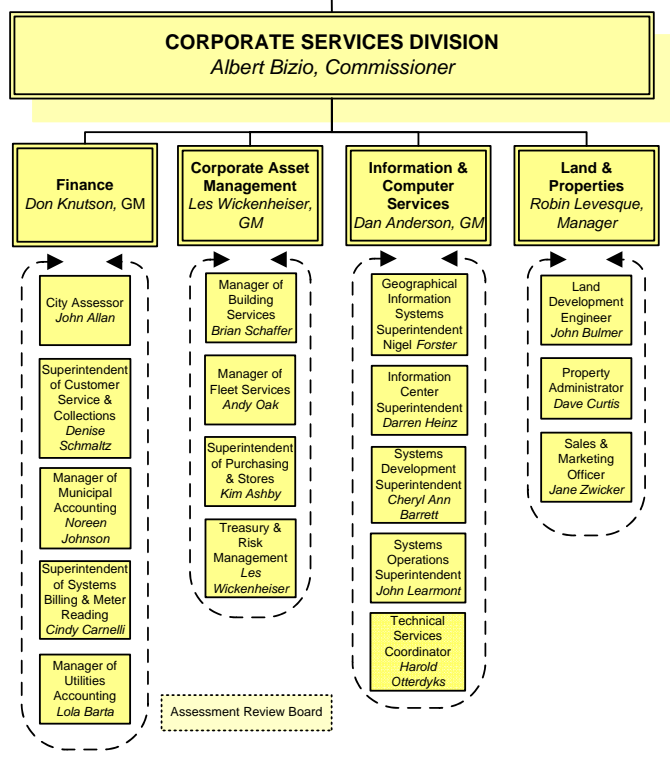 CORPORATE SERVICES DIVISION
Albert Bizio, Commissioner
Finance
Don Knutson, GM
Corporate Asset
Management
Les Wickenheiser,
GM
Information &
Computer
Services
Dan Anderson, GM
Land &
Properties
Robin Levesque,
Manager
City Assessor
John Allan
Superintendent
of Customer
Service &
Collections
Denise
Schmaltz
Manager of
Municipal
Accounting
Noreen
Johnson
Superintendent
of Systems
Billing & Meter
Reading
Cindy Carnelli
Manager of
Utilities
Accounting
Lola Barta
Manager of
Building
Services
Brian Schaffer
Manager of
Fleet Services
Andy Oak
Superintendent
of Purchasing
& Stores
Kim Ashby
Treasury &
Risk
Management
Les
Wickenheiser
Geographical
Information
Systems
Superintendent
Nigel Forster
Information
Center
Superintendent
Darren Heinz
Systems
Development
Superintendent
Cheryl Ann
Barrett
Systems
Operations
Superintendent
John Learmont
Technical
Services
Coordinator
Harold
Otterdyks
Land
Development
Engineer
John Bulmer
Property
Administrator
Dave Curtis
Sales &
Marketing
Officer
Jane Zwicker
Assessment Review Board